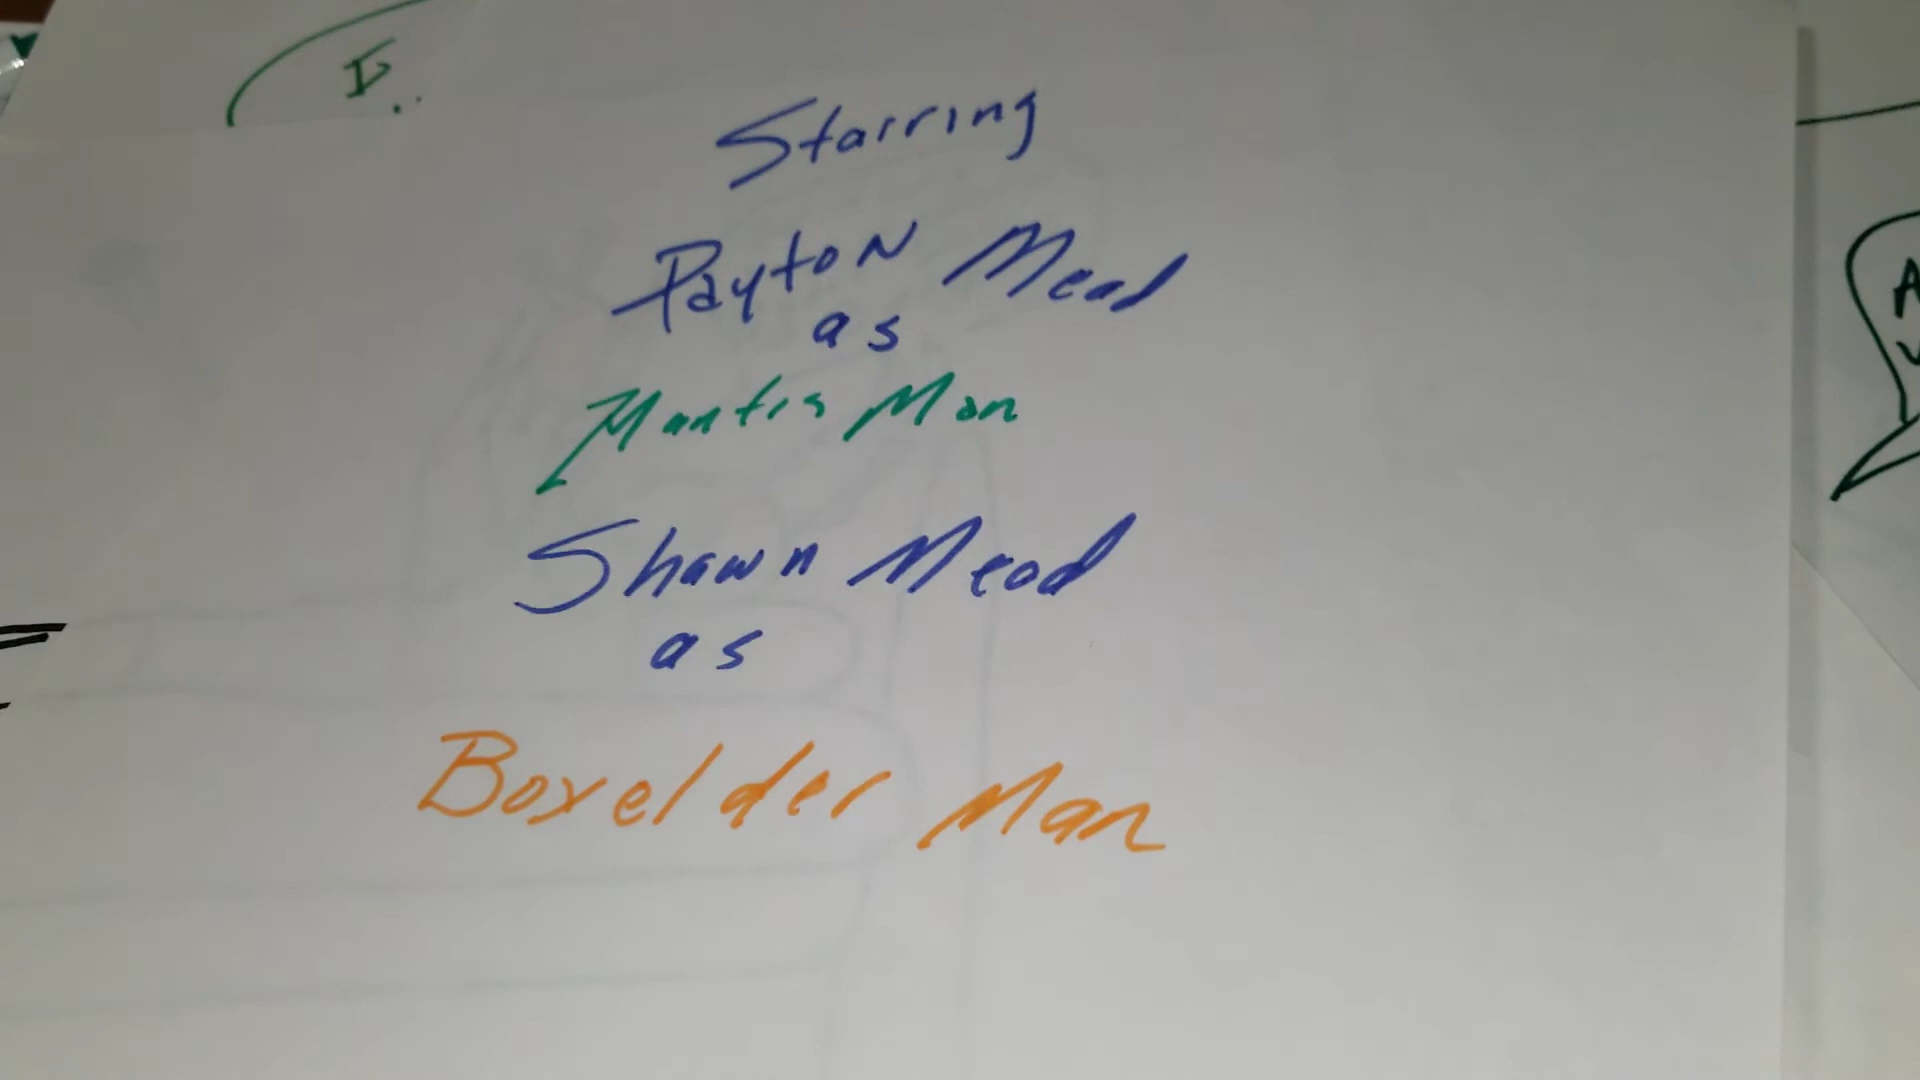 I..
Starring
Payton Mead
as
Mantis Man
Shawn Mead
as
Boxelder Man